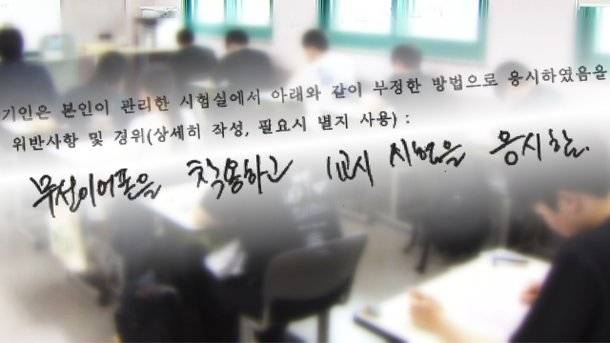 기인은 본인이 관리한 시험실에서 아래와 같이 부정한 방법으로 응시하였음을
위반사항 및 경위(상세히 작성, 필요시 별지 사용) :
무선이어폰을 착용하고 1교시 시험을 응시함.